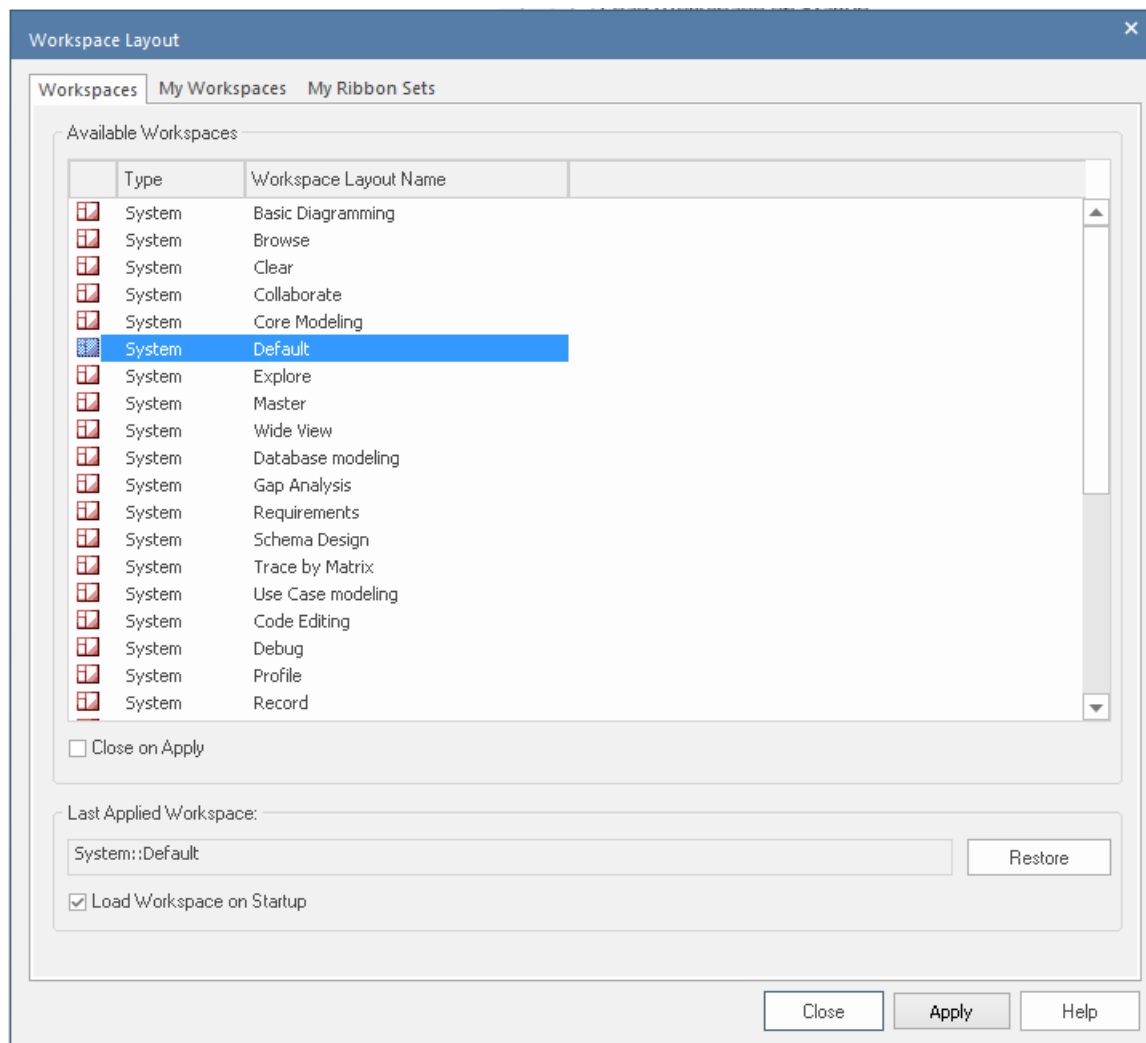 Workspace Layout
Workspaces My Workspaces My Ribbon Sets
Available Workspaces
Type Workspace Layout Name
System Basic Diagramming
System Browse
System Clear
System Collaborate
System Core Modeling
System Default
System Explore
System Master
System Wide View
System Database modeling
System Gap Analysis
System Requirements
System Schema Design
System Trace by Matrix
System Use Case modeling
System Code Editing
System Debug
System Profile
System Record
Close on Apply
Last Applied Workspace:
System::Default
Restore
Load Workspace on Startup
Close Apply Help